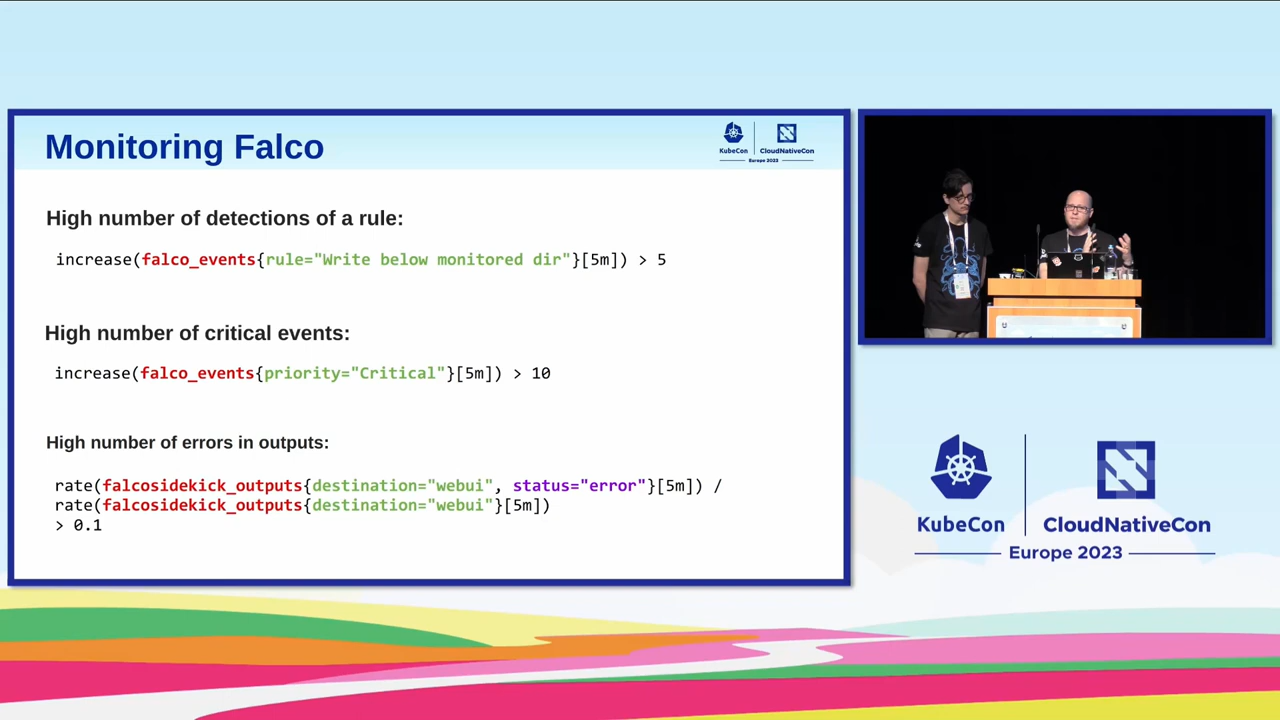 Monitoring Falco
KubeCon
CloudNativeCon
Europe 2023
High number of detections of a rule:
increase(falco_events{rule="Write below monitored dir"}[5m]) > 5
High number of critical events:
increase(falco_events{priority="Critical"}[5m]) > 10
High number of errors in outputs:
rate(falcosidekick_outputs{destination="webui", status="error"}[5m]) /
rate(falcosidekick_outputs{destination="webui"}[5m])
> 0.1
KubeCon
CloudNativeCon
Europe 2023